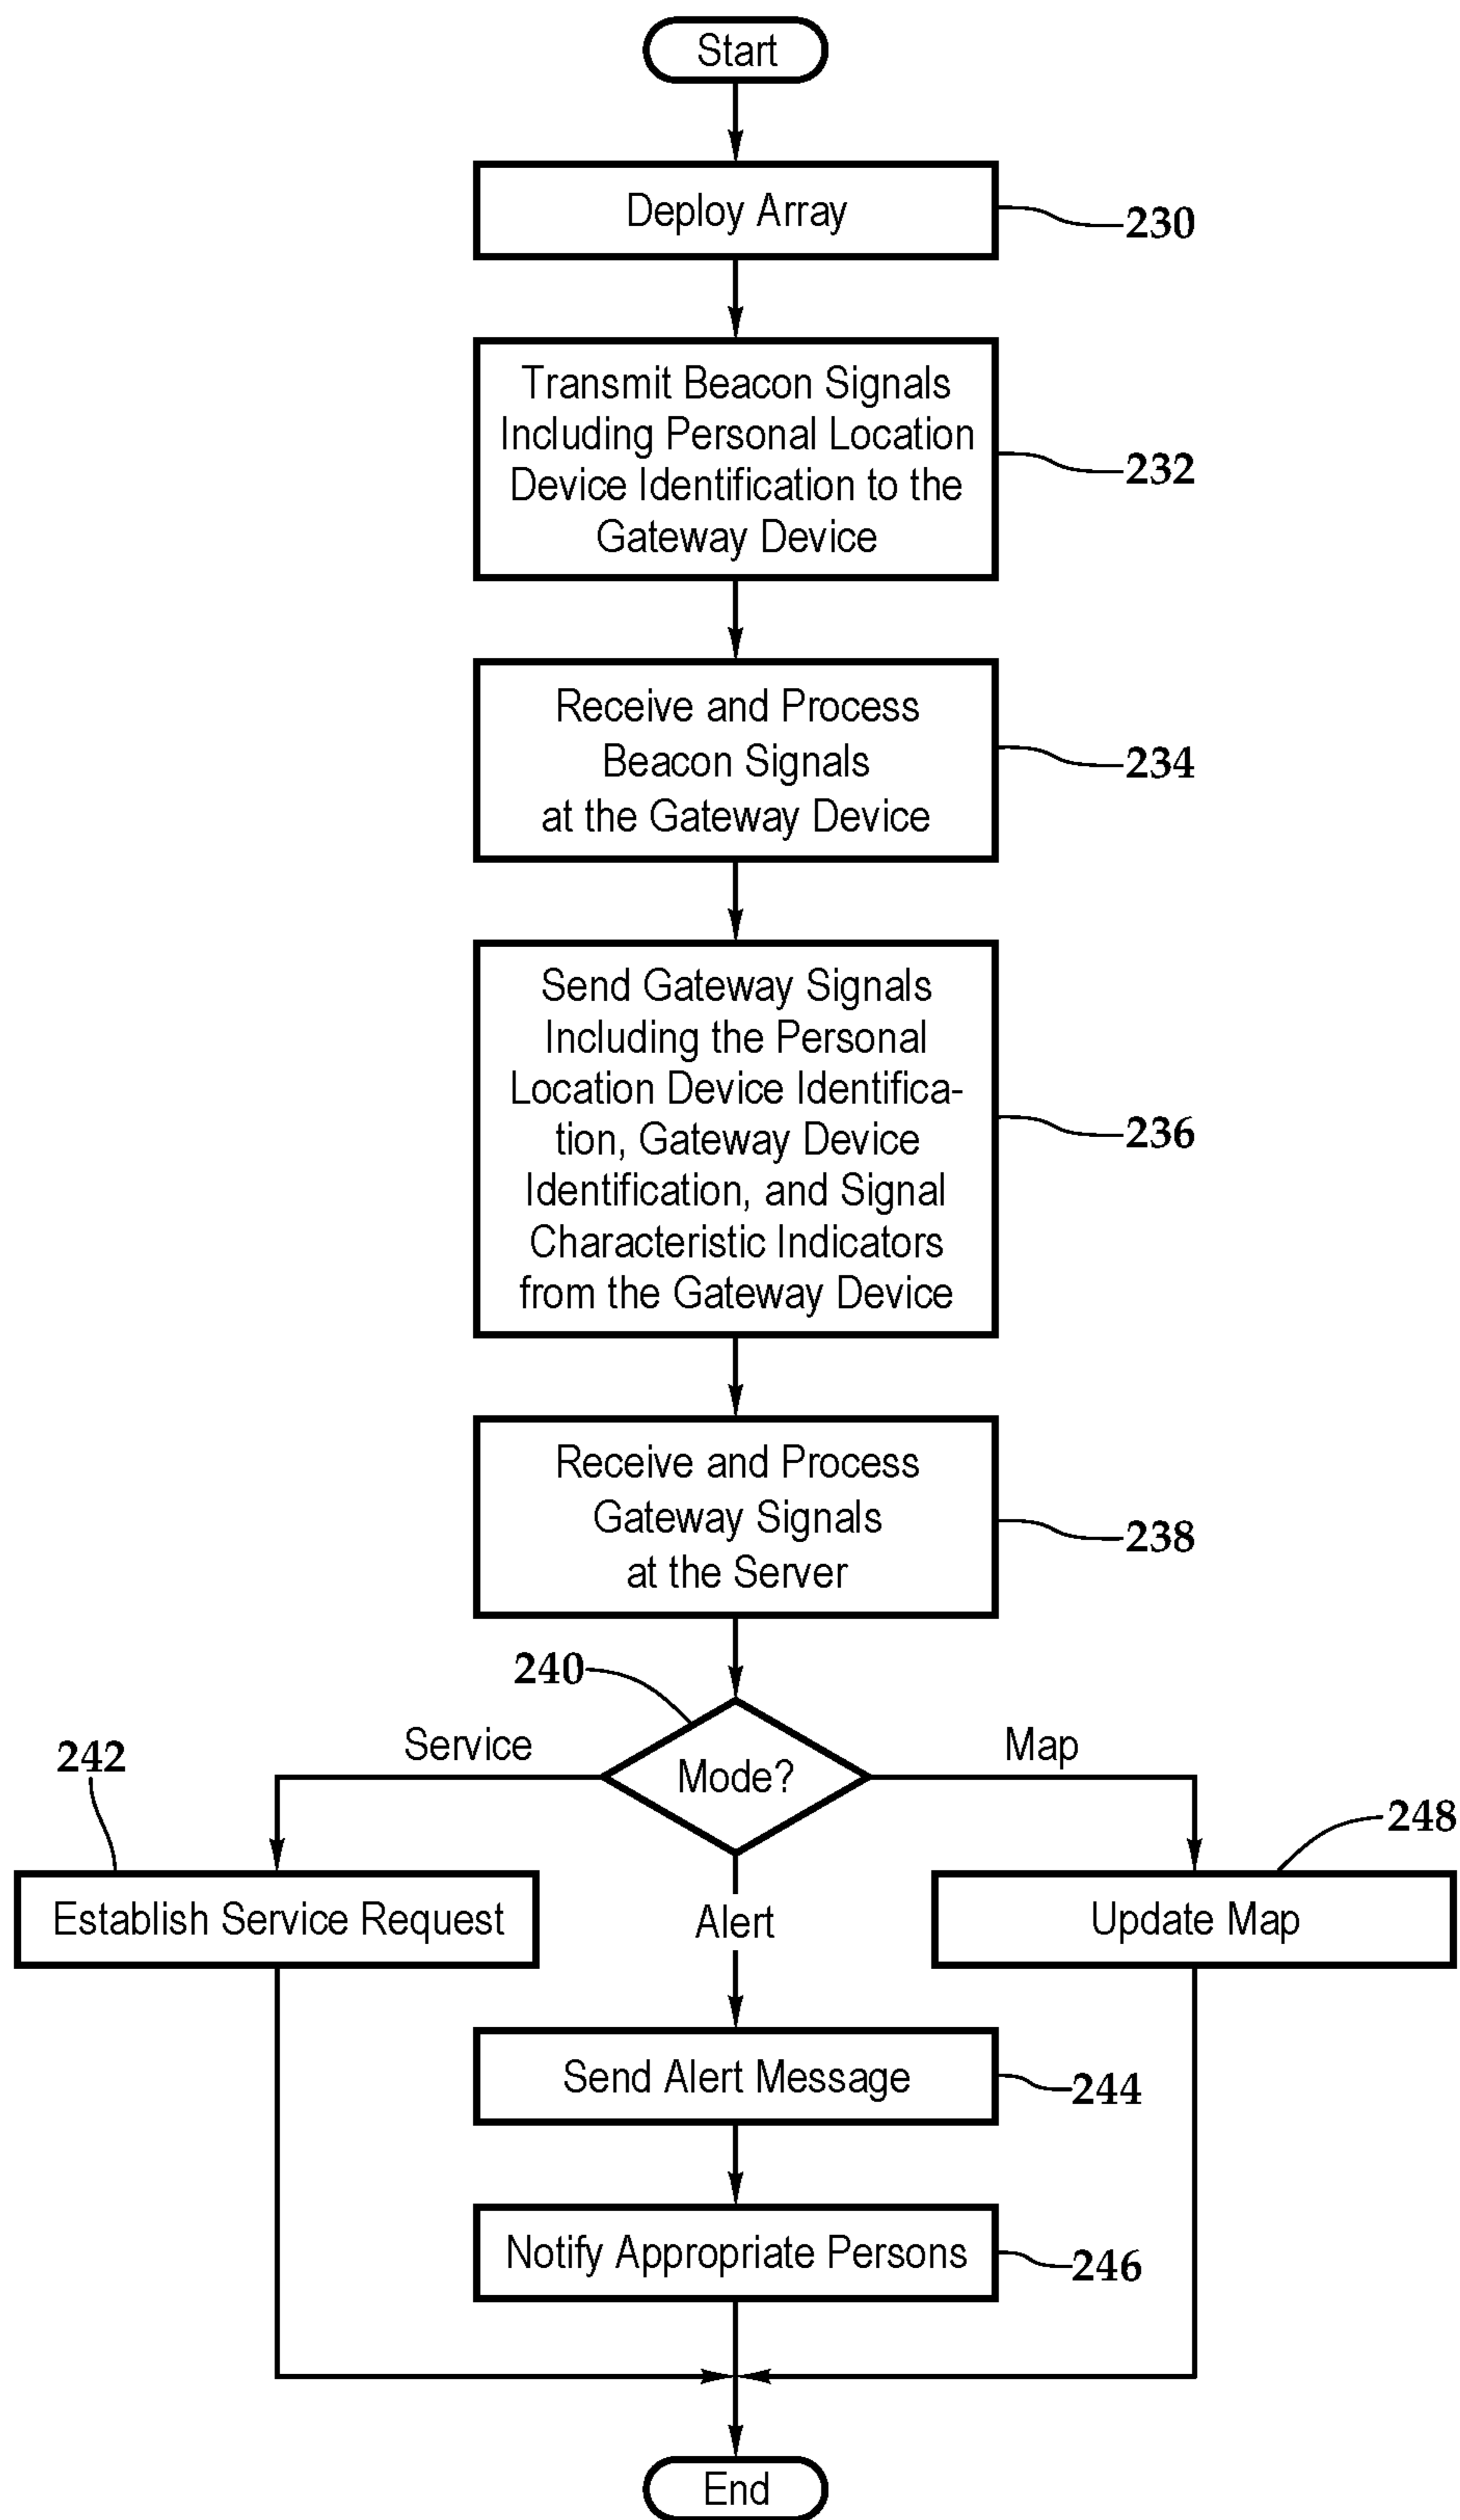 Start
Deploy Array
230
Transmit Beacon Signals
Including Personal Location
Device Identification to the
Gateway Device
232
Receive and Process
Beacon Signals
at the Gateway Device
234
Send Gateway Signals
Including the Personal
Location Device Identifica-
tion, Gateway Device
Identification, and Signal
Characteristic Indicators
from the Gateway Device
236
Receive and Process
Gateway Signals
at the Server
238
240
Mode?
Service
Map
242
Establish Service Request
Alert
248
Update Map
Send Alert Message
244
Notify Appropriate Persons
246
End